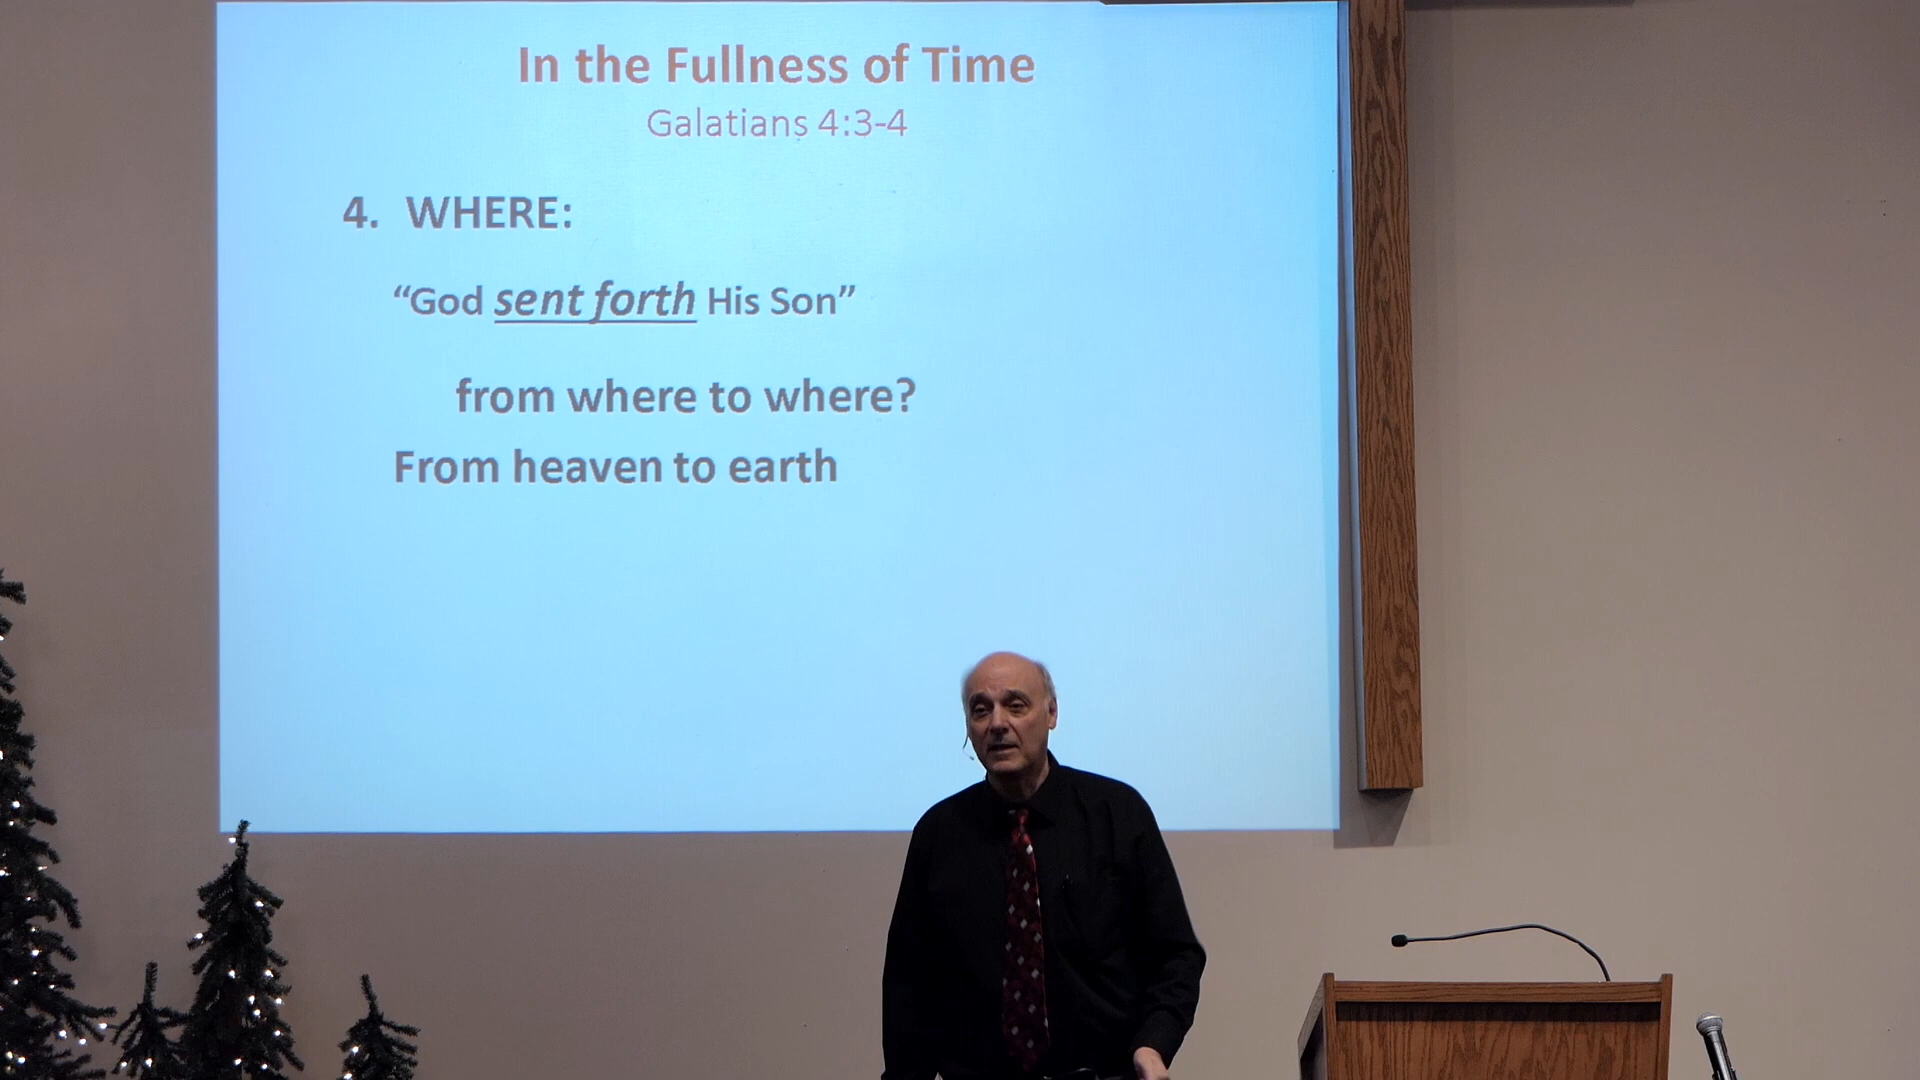 In the Fullness of Time
Galatians 4:3-4
4. WHERE:
“God sent forth His Son”
from where to where?
From heaven to earth